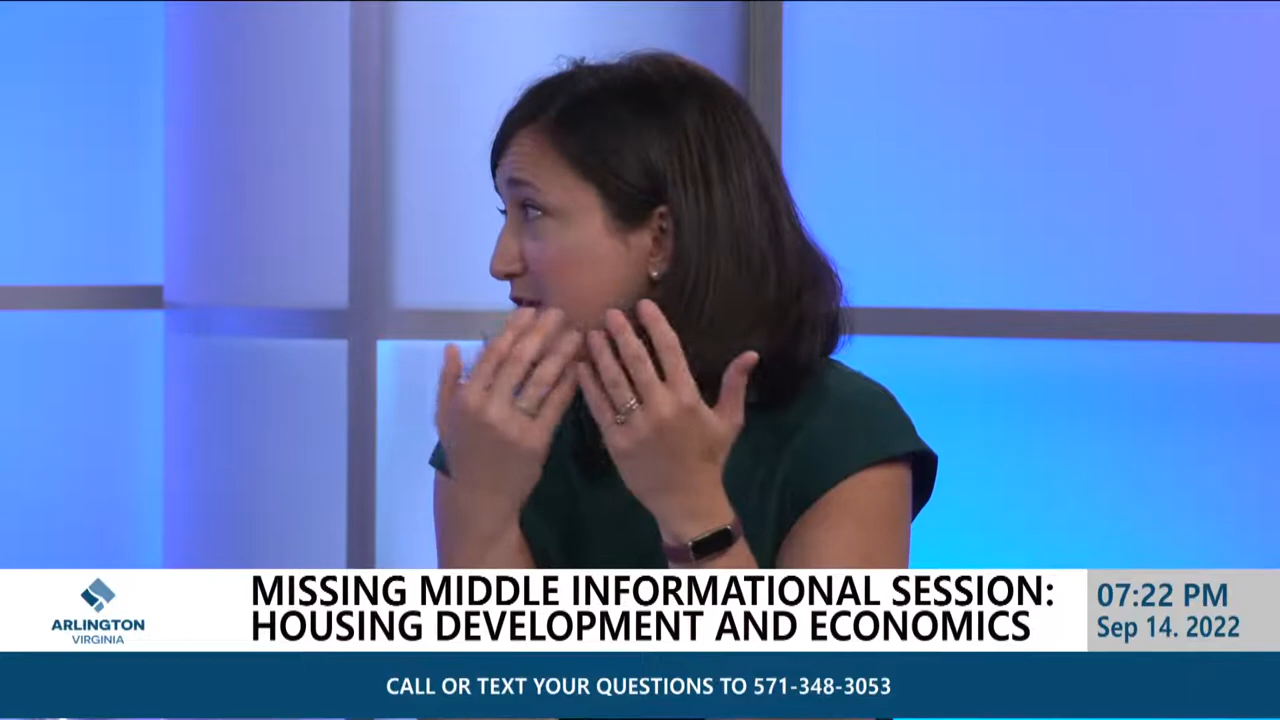 MISSING MIDDLE INFORMATIONAL SESSION:
HOUSING DEVELOPMENT AND ECONOMICS
ARLINGTON
VIRGINIA
07:22 PM
Sep 14. 2022
CALL OR TEXT YOUR QUESTIONS TO 571-348-3053